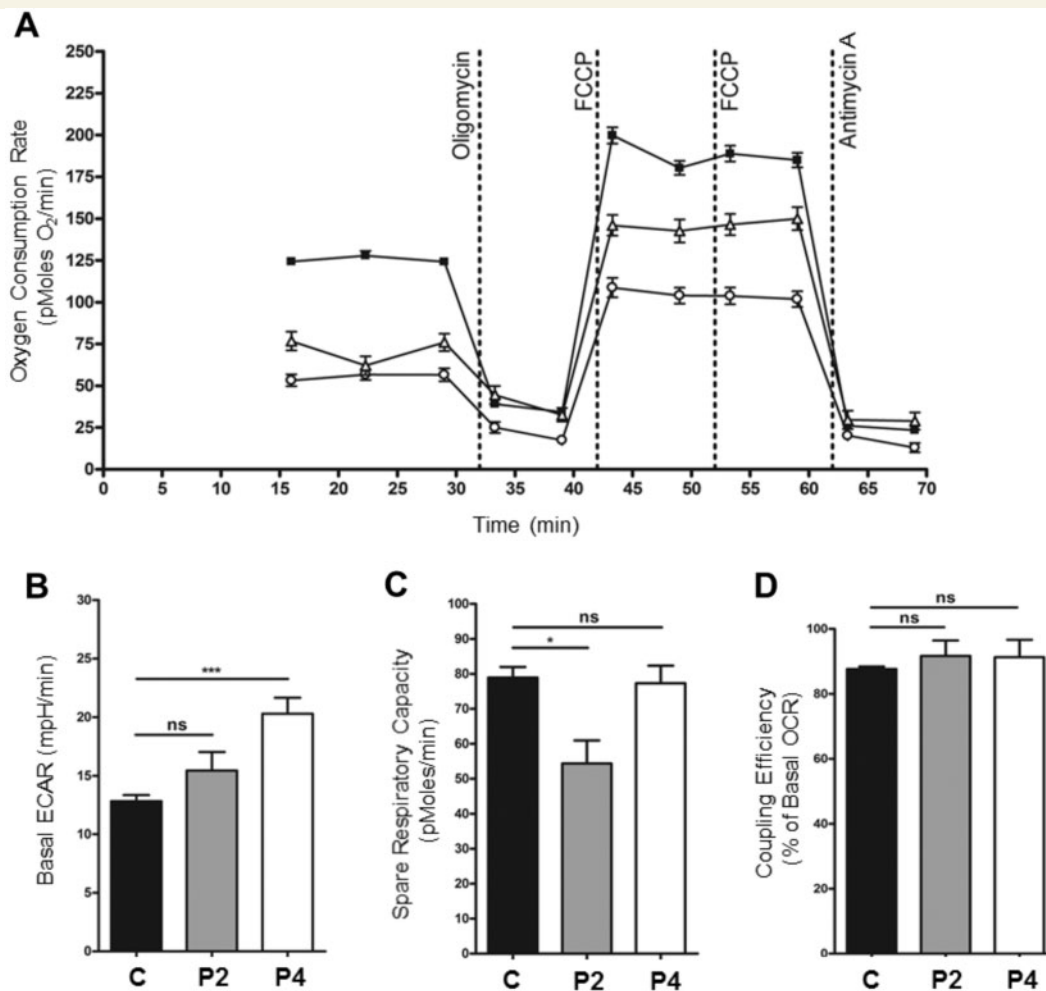 A
Oxygen Consumption Rate
(pMoles O₂/min)
250
225
200
175
150
125
100
75
50
25
0
Oligomycin
FCCP
FCCP
Antimycin A
0 5 10 15 20 25 30 35 40 45 50 55 60 65 70
Time (min)
B
Basal ECAR (mpH/min)
30
25
20
15
10
5
0
***
ns
C P2 P4
C
Spare Respiratory Capacity
(pMoles/min)
100
90
80
70
60
50
40
30
20
10
0
ns
*
C P2 P4
D
Coupling Efficiency
(% of Basal OCR)
100
80
60
40
20
0
ns
ns
C P2 P4